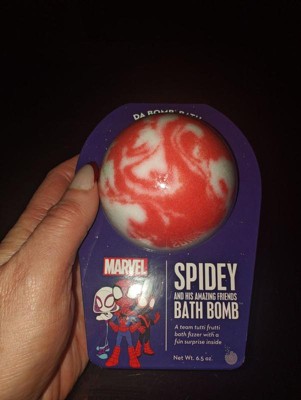 DA BOMB® BATH
MARVEL
SPIDEY
AND HIS AMAZING FRIENDS
BATH BOMB
A team tutti frutti
bath fizzer with a
fun surprise inside
Net Wt. 6.5 oz.